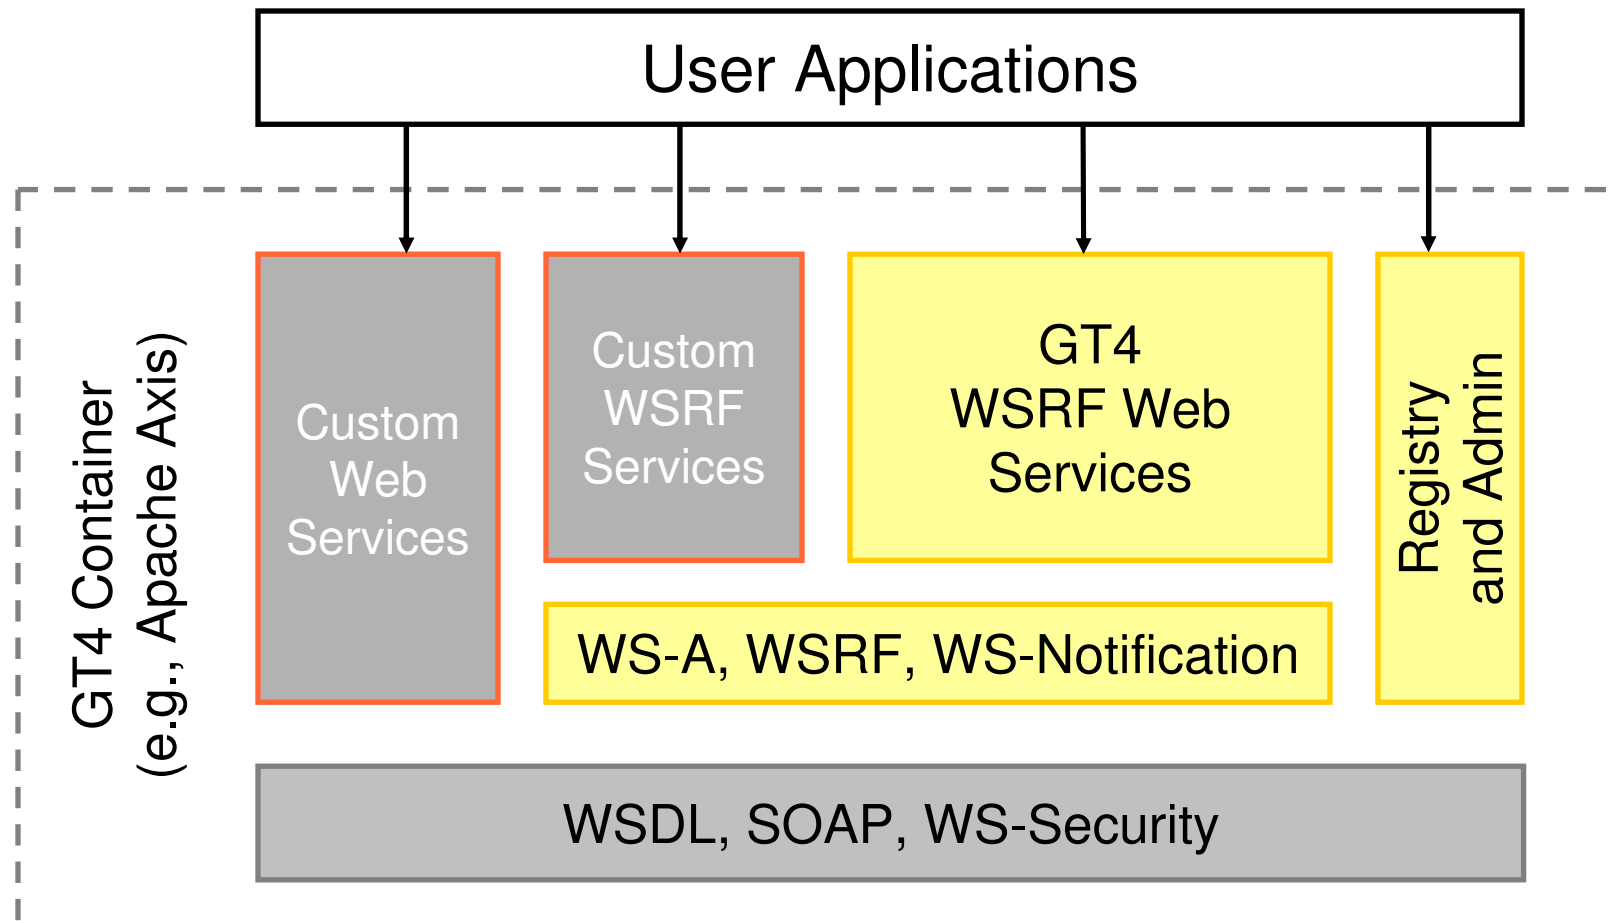 User Applications
GT4 Container
(e.g., Apache Axis)
Custom
Web
Services
Custom
WSRF
Services
GT4
WSRF Web
Services
Registry
and Admin
WS-A, WSRF, WS-Notification
WSDL, SOAP, WS-Security